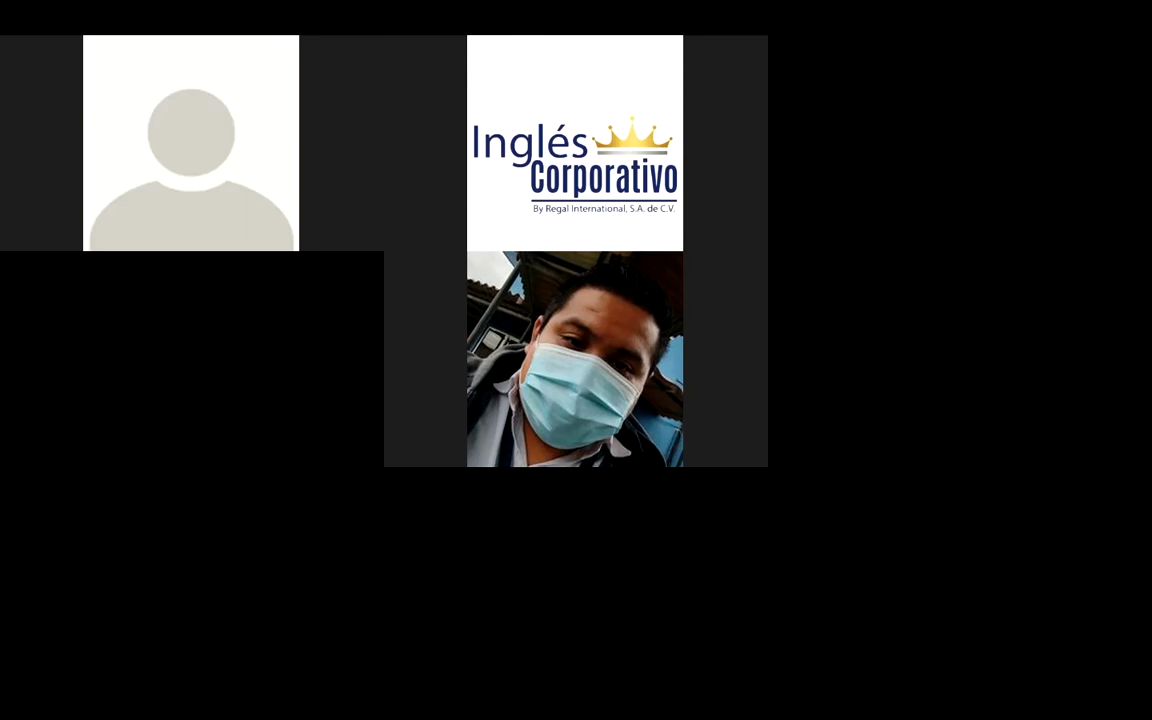 Inglés
Corporativo
By Regal International, S.A. de C.V.